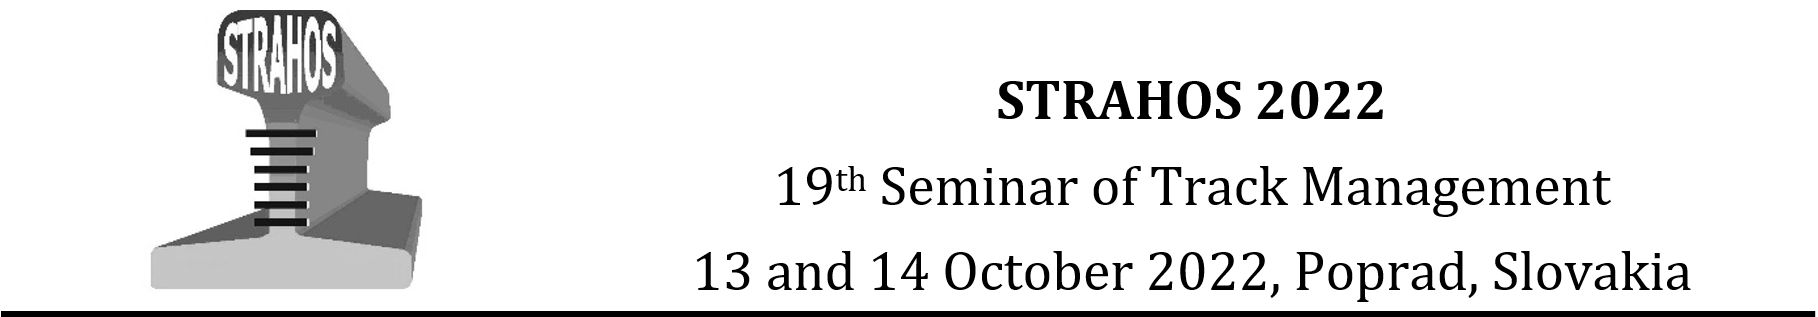 STRAHOS
STRAHOS 2022
19th Seminar of Track Management
13 and 14 October 2022, Poprad, Slovakia